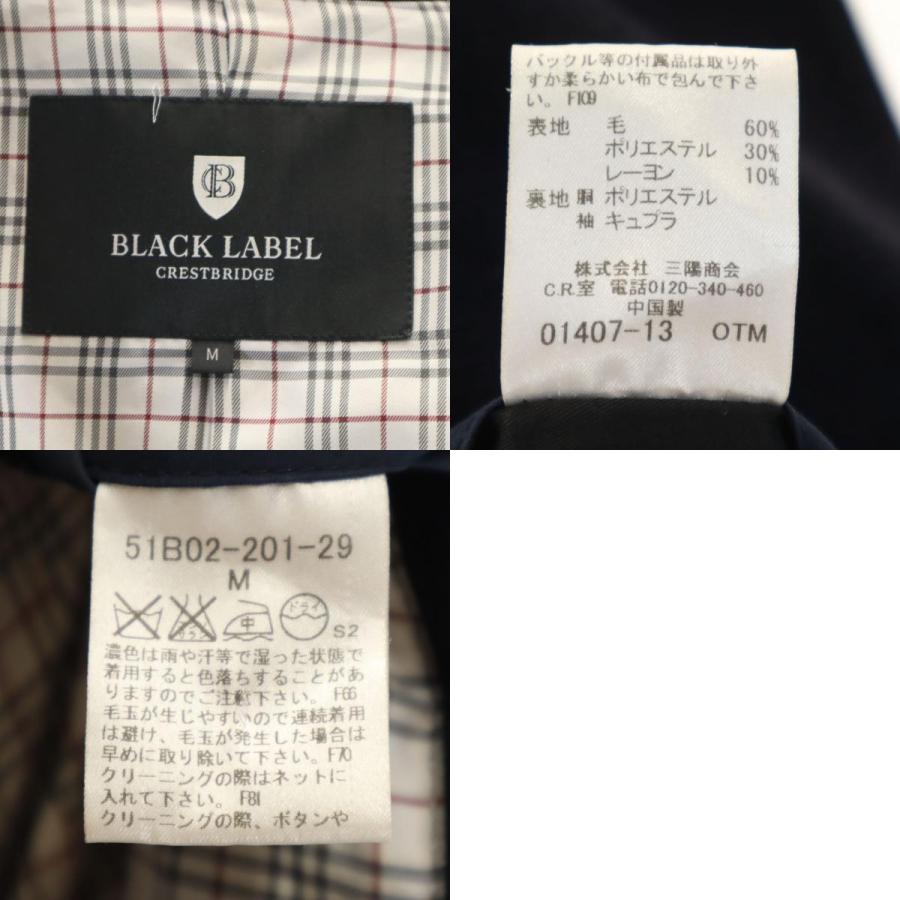 CB
BLACK LABEL
CRESTBRIDGE
M
バックル等の付属品は取り外
すか柔らかい布で包んで下さ
い。 F109
表地 毛 60%
ポリエステル 30%
レーヨン 10%
裏地 胴 ポリエステル
袖 キュプラ
株式会社 三陽商会
C.R.室 電話0120-340-460
中国製
01407-13 OTM
51B02-201-29
M
中 ドライ S2
濃色は雨や汗等で湿った状態で
着用すると色落ちすることがあ
りますのでご注意下さい。 F66
毛玉が生じやすいので連続着用
は避け、毛玉が発生した場合は
早めに取り除いて下さい。F70
クリーニングの際はネットに
入れて下さい。 F81
クリーニングの際、ボタンや